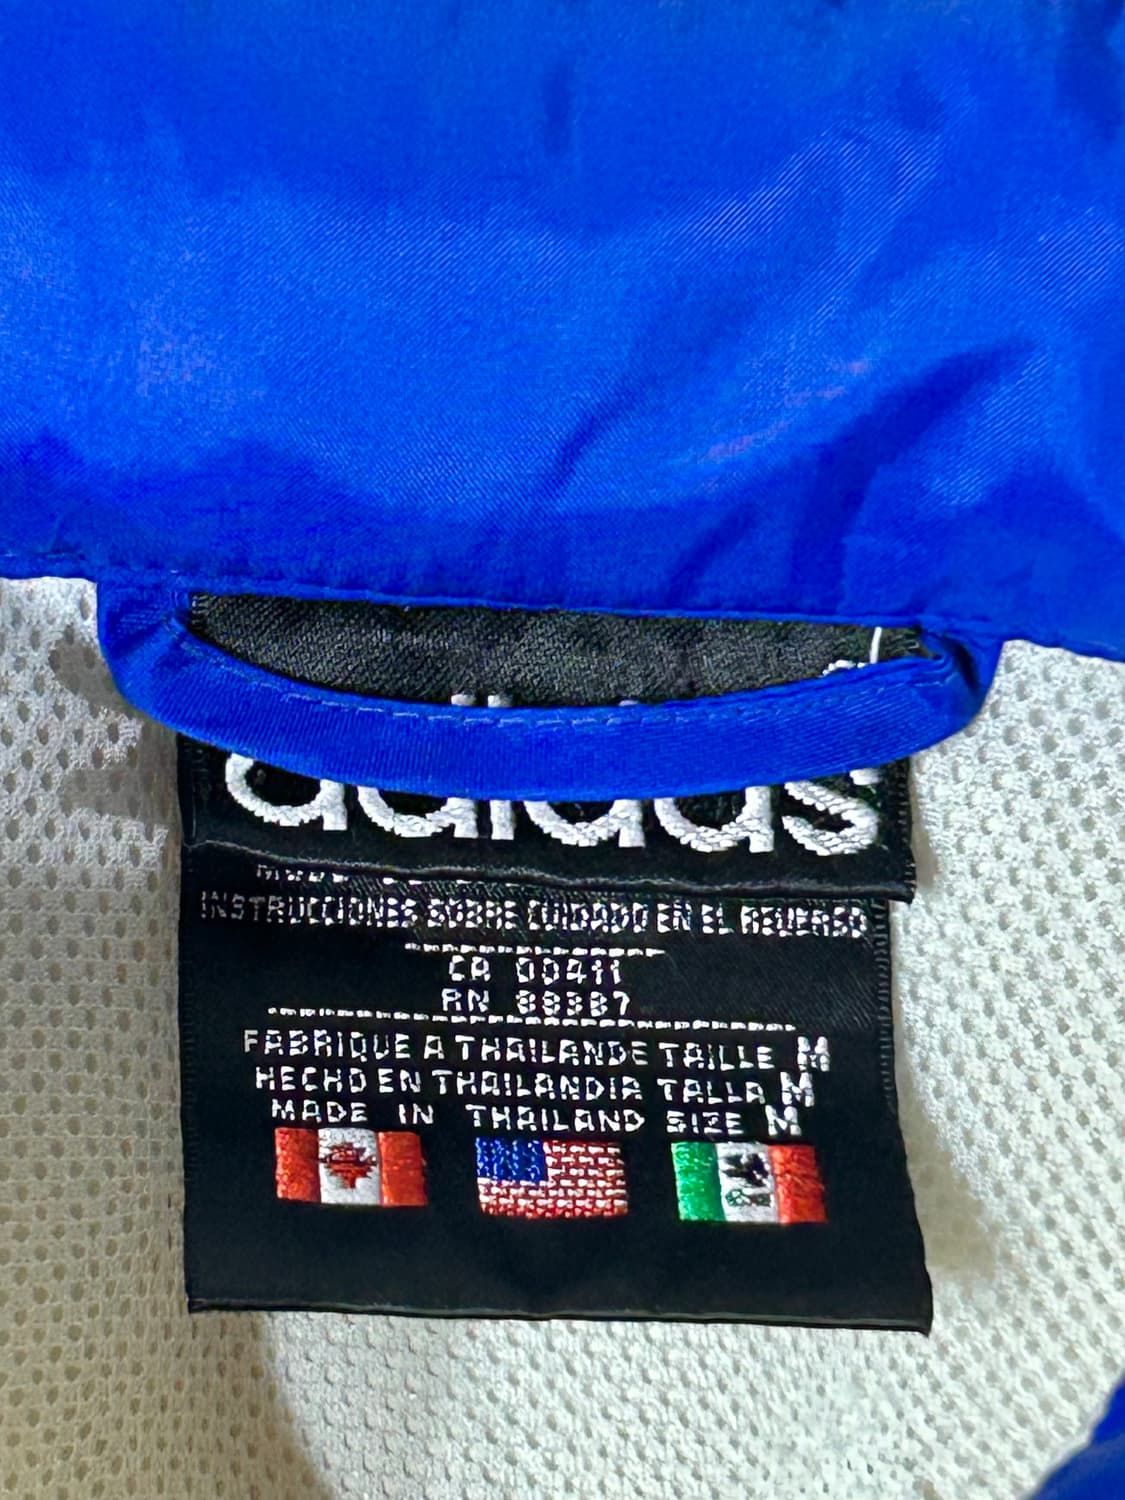 adidas
INSTRUCCIONES SOBRE CUIDADO EN EL REVERSO
CA 00411
RN 88387
FABRIQUE A THAILANDE TAILLE M
HECHO EN THAILANDIA TALLA M
MADE IN THAILAND SIZE M